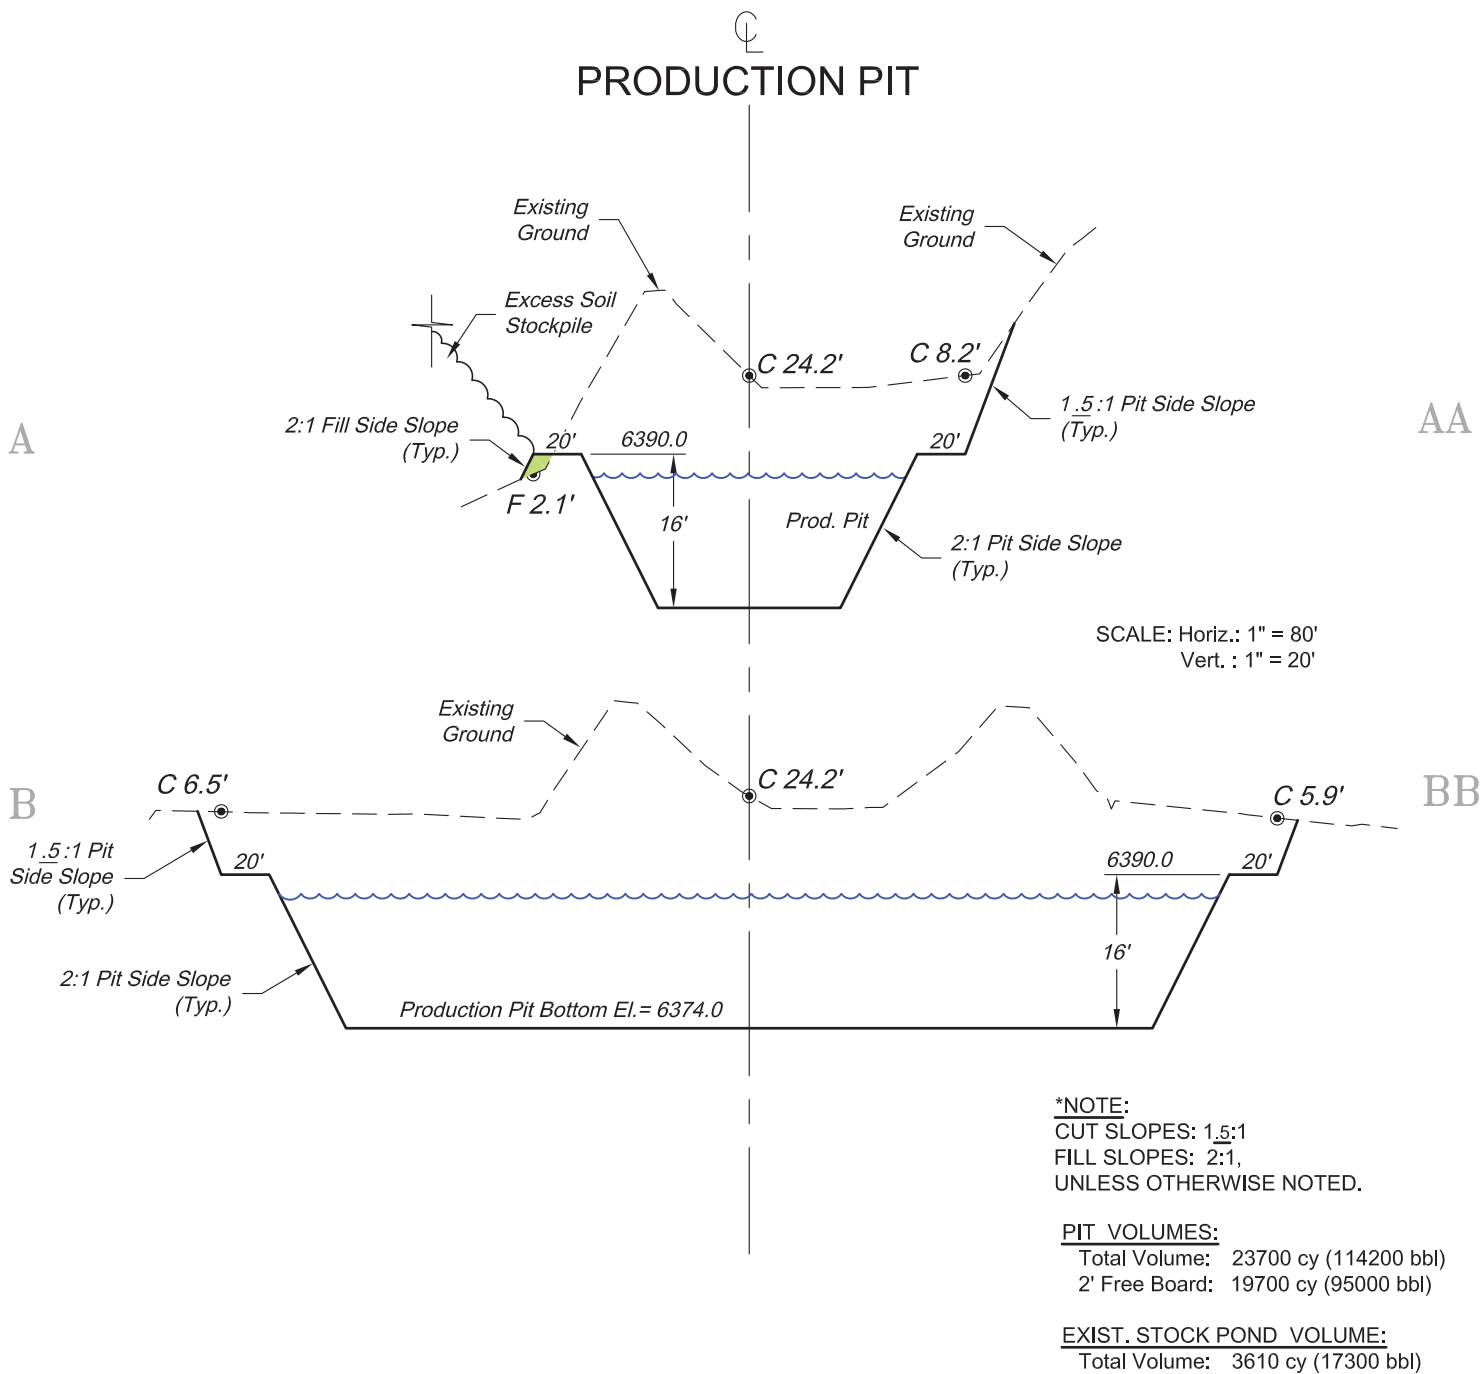 ℄
PRODUCTION PIT
Existing
Ground
Existing
Ground
Excess Soil
Stockpile
C 24.2'
C 8.2'
2:1 Fill Side Slope
(Typ.)
1.5:1 Pit Side Slope
(Typ.)
A
AA
20'
6390.0
20'
F 2.1'
16'
Prod. Pit
2:1 Pit Side Slope
(Typ.)
SCALE: Horiz.: 1" = 80'
Vert. : 1" = 20'
Existing
Ground
C 6.5'
C 24.2'
C 5.9'
B
BB
1.5:1 Pit
Side Slope
(Typ.)
20'
6390.0
20'
16'
2:1 Pit Side Slope
(Typ.)
Production Pit Bottom El.= 6374.0
*NOTE:
CUT SLOPES: 1.5:1
FILL SLOPES: 2:1,
UNLESS OTHERWISE NOTED.
PIT VOLUMES:
Total Volume: 23700 cy (114200 bbl)
2' Free Board: 19700 cy (95000 bbl)
EXIST. STOCK POND VOLUME:
Total Volume: 3610 cy (17300 bbl)